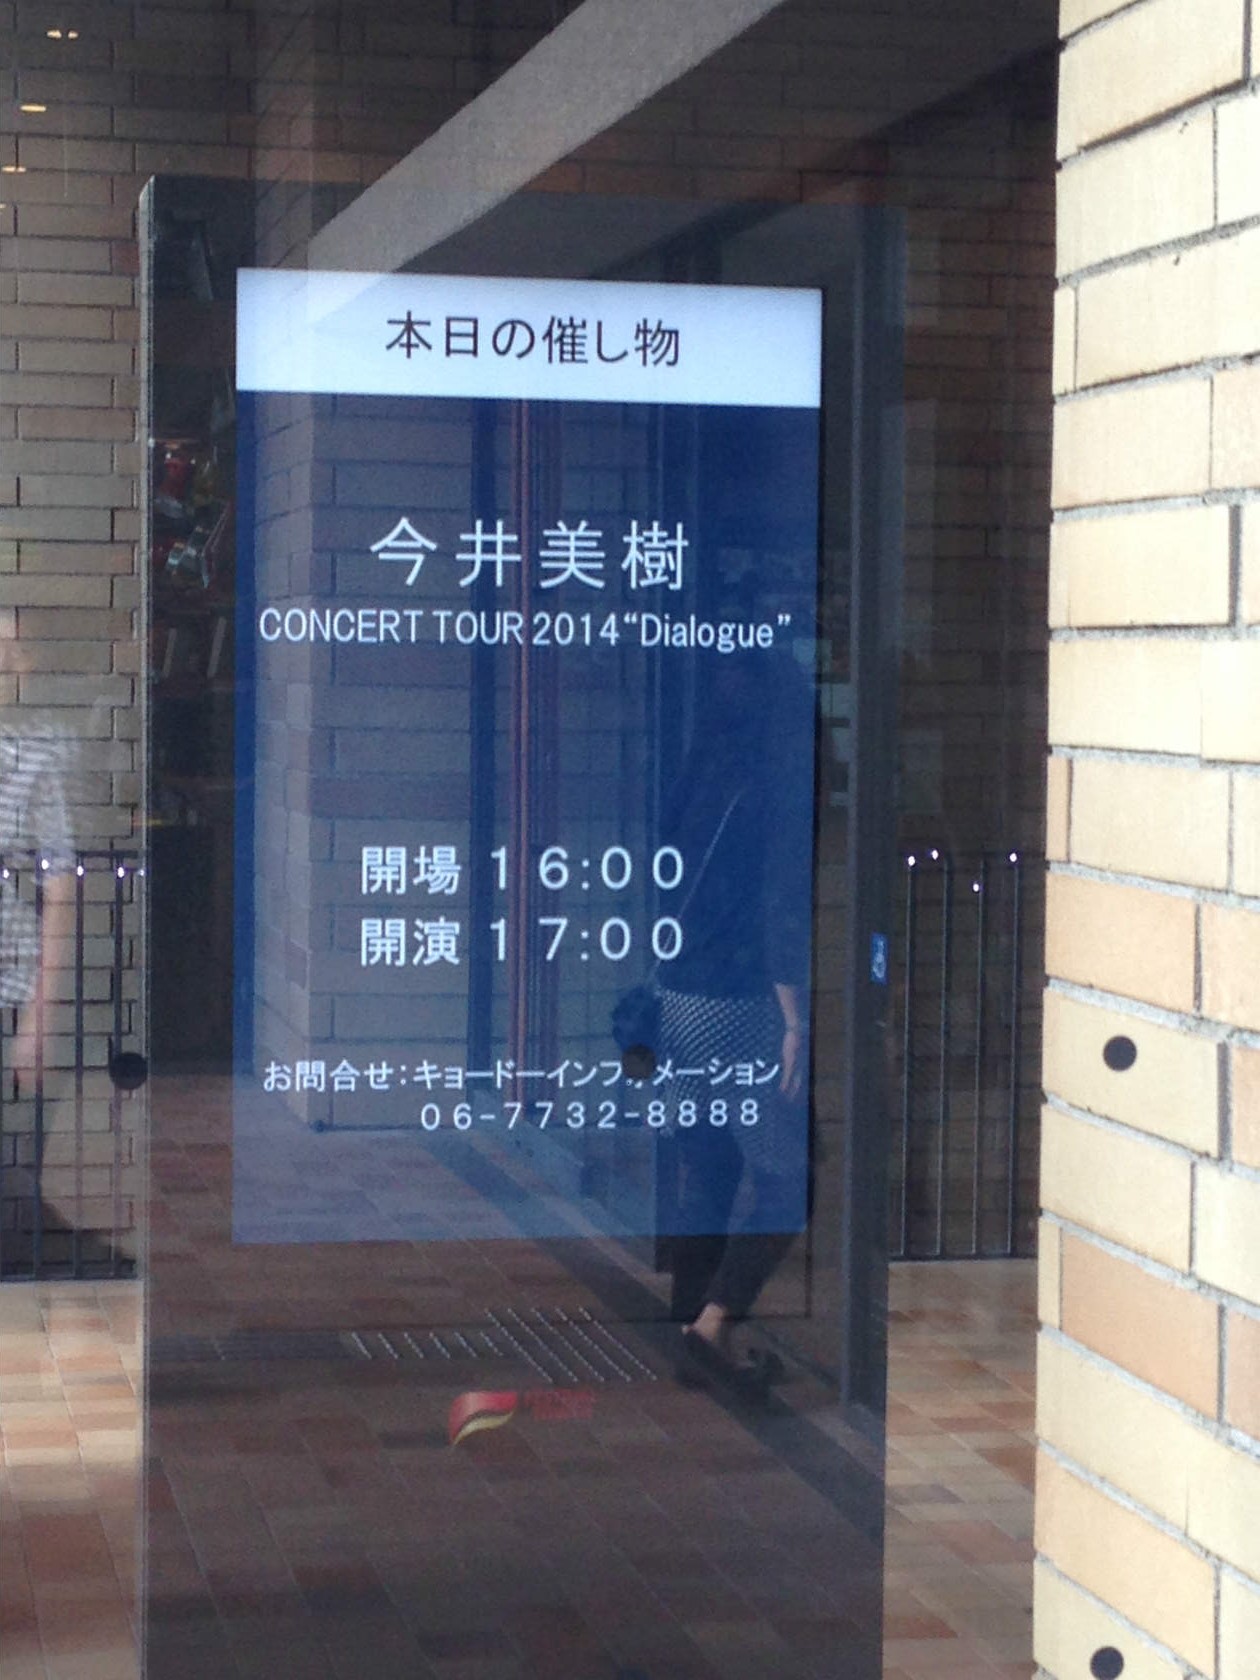 本日の催し物
今井美樹
CONCERT TOUR 2014“Dialogue”
開場 16:00
開演 17:00
お問合せ:キョードーインフォメーション
06-7732-8888